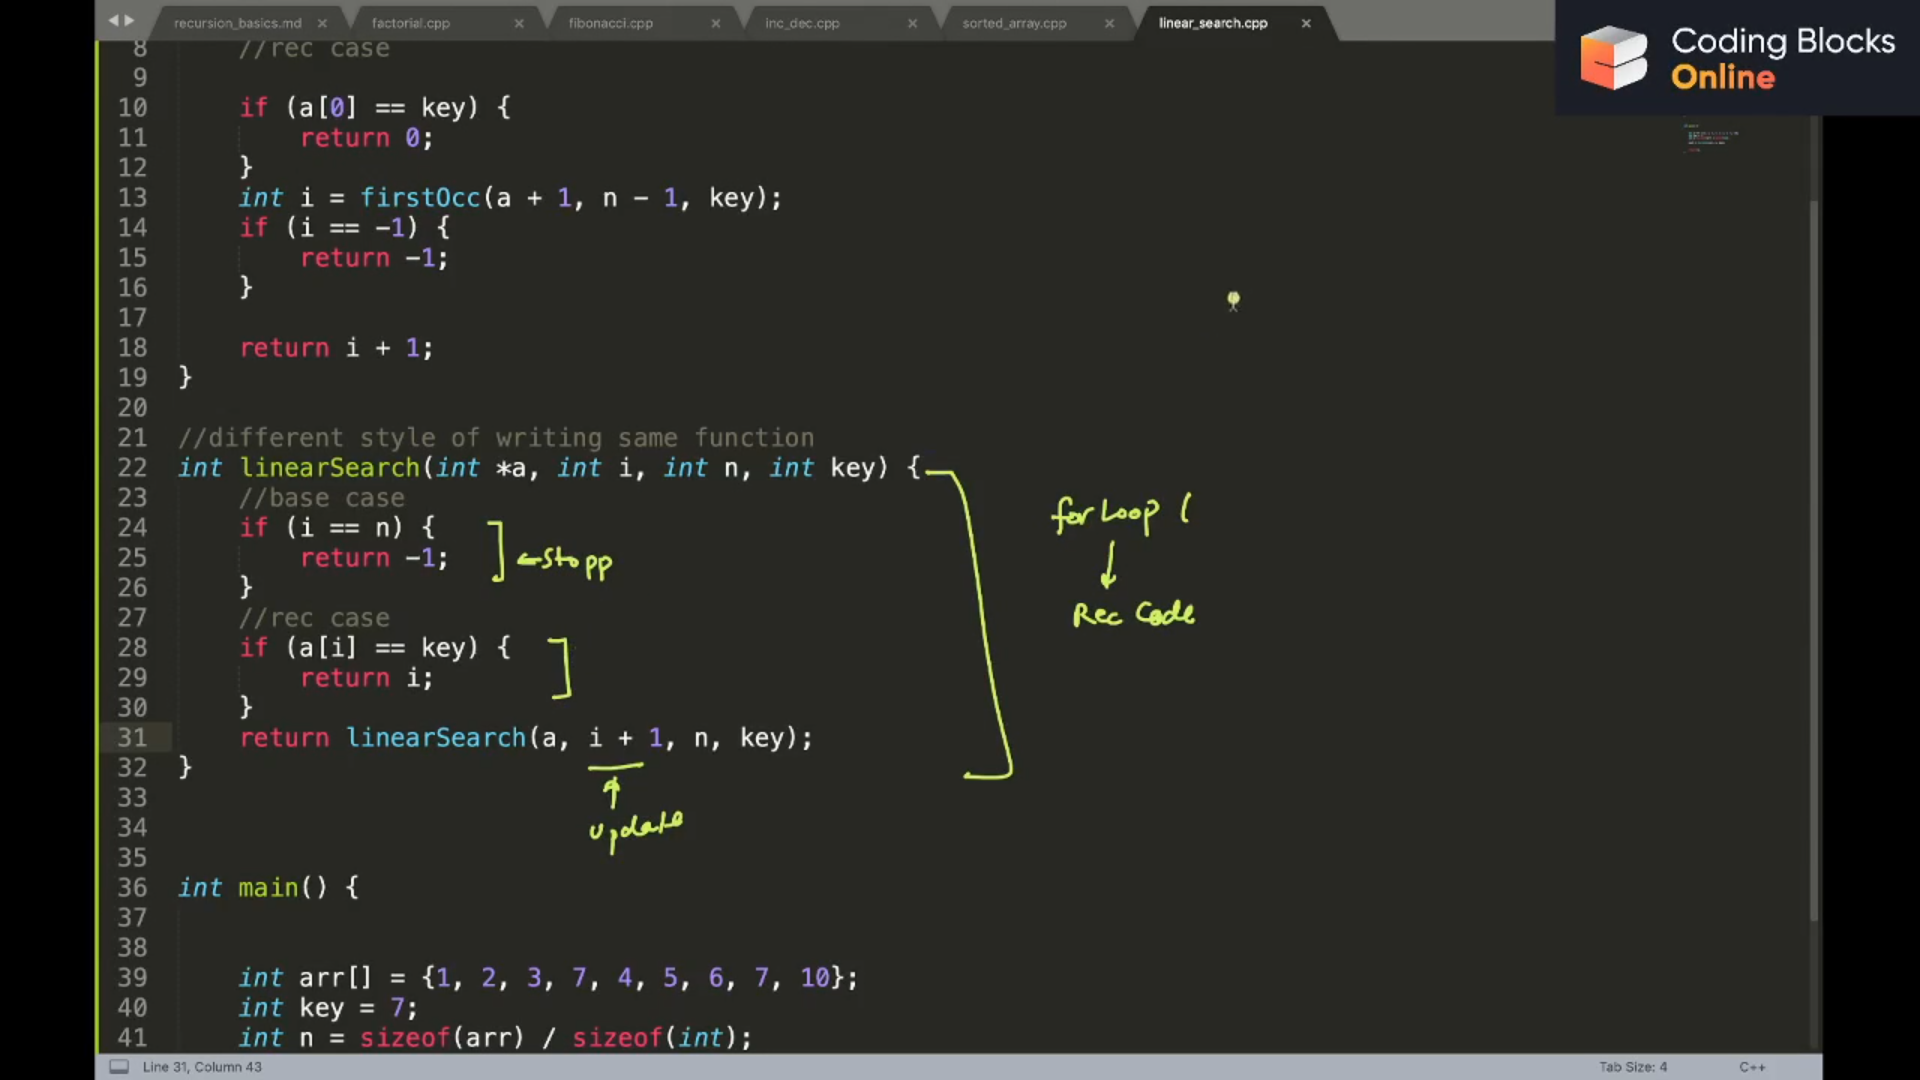 recursion_basics.md × factorial.cpp × fibonacci.cpp × inc_dec.cpp × sorted_array.cpp × linear_search.cpp ×
Coding Blocks
Online
8 //rec case
9
10 if (a[0] == key) {
11 return 0;
12 }
13 int i = firstOcc(a + 1, n - 1, key);
14 if (i == -1) {
15 return -1;
16 }
17
18 return i + 1;
19 }
20
21 //different style of writing same function
22 int linearSearch(int *a, int i, int n, int key) {
23 //base case
24 if (i == n) {
25 return -1;
26 }
27 //rec case
28 if (a[i] == key) {
29 return i;
30 }
31 return linearSearch(a, i + 1, n, key);
32 }
33
34
35
36 int main() {
37
38
39 int arr[] = {1, 2, 3, 7, 4, 5, 6, 7, 10};
40 int key = 7;
41 int n = sizeof(arr) / sizeof(int);
←Stopp
update
for Loop (
Rec Code
Line 31, Column 43
Tab Size: 4
C++